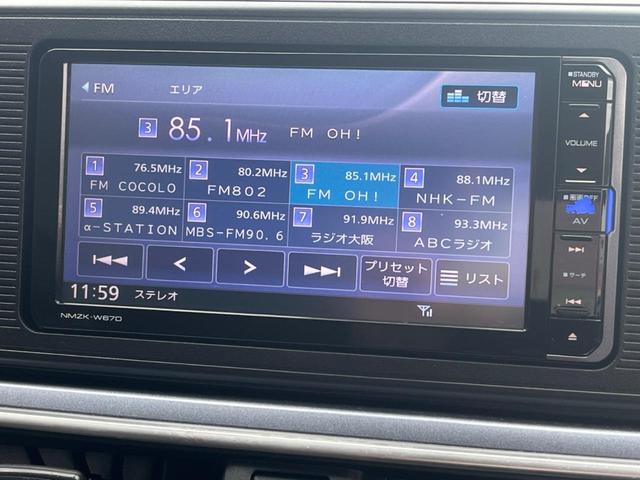 FM エリア
切替
3 85.1MHz FM OH!
1 76.5MHz
FM COCOLO
2 80.2MHz
FM802
3 85.1MHz
FM OH!
4 88.1MHz
NHK-FM
5 89.4MHz
α-STATION
6 90.6MHz
MBS-FM90.6
7 91.9MHz
ラジオ大阪
8 93.3MHz
ABCラジオ
プリセット
切替
リスト
11:59 ステレオ
NMZK-W67D
STANDBY
MENU
VOLUME
AV
サーチ